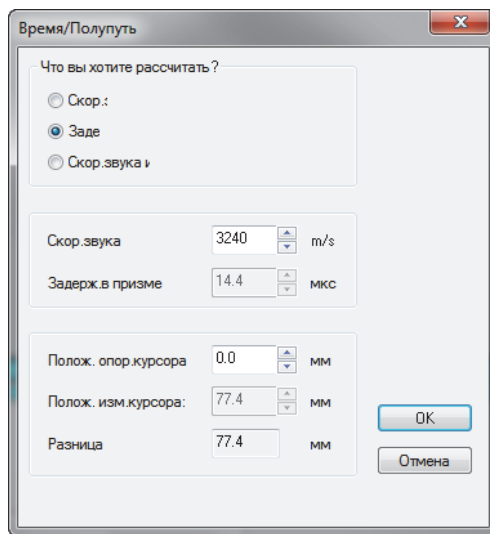 Время/Полупуть
Что вы хотите рассчитать?
Скор.:
Заде
Скор.звука и
Скор.звука 3240 m/s
Задерж.в призме 14.4 мкс
Полож. опор.курсора 0.0 мм
Полож. изм.курсора: 77.4 мм
Разница 77.4 мм
OK
Отмена